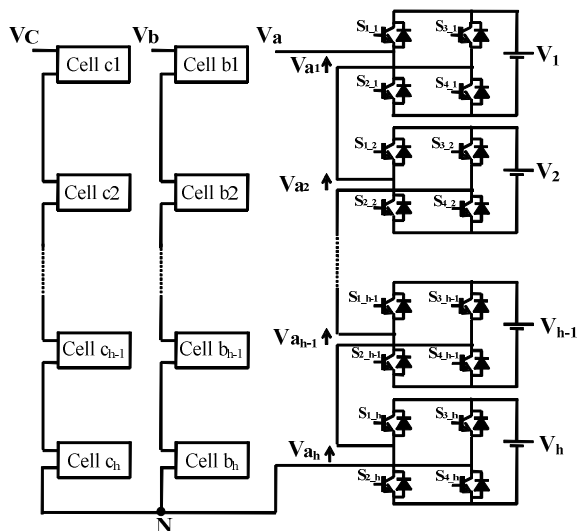 VC Vb Va
Cell c1 Cell b1
Va1
S1_1 S3_1
S2_1 S4_1
V1
Cell c2 Cell b2
Va2
S1_2 S3_2
S2_2 S4_2
V2
Cell ch-1 Cell bh-1
Vah-1
S1_h-1 S3_h-1
S2_h-1 S4_h-1
Vh-1
Cell ch Cell bh
Vah
S1_h S3_h
S2_h S4_h
Vh
N